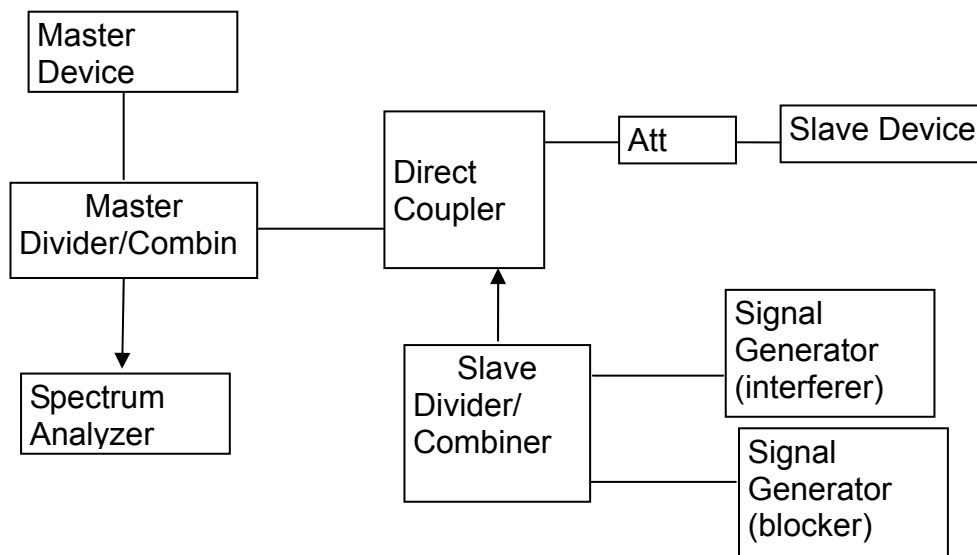 Master
Device
Master
Divider/Combin
Spectrum
Analyzer
Direct
Coupler
Att
Slave Device
Slave
Divider/
Combiner
Signal
Generator
(interferer)
Signal
Generator
(blocker)